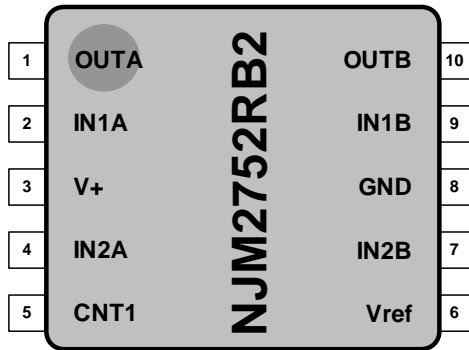 1 OUTA OUTB 10
2 IN1A IN1B 9
3 V+ GND 8
4 IN2A IN2B 7
5 CNT1 Vref 6
NJM2752RB2